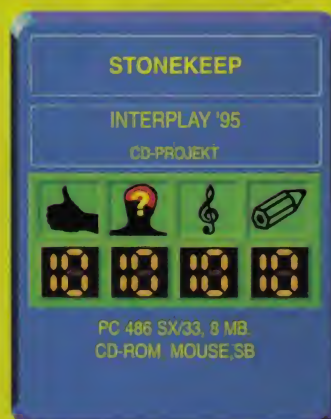 STONEKEEP
INTERPLAY '95
CD-PROJEKT
?
10 10 10 10
PC 486 SX/33, 8 MB.
CD-ROM MOUSE,SB